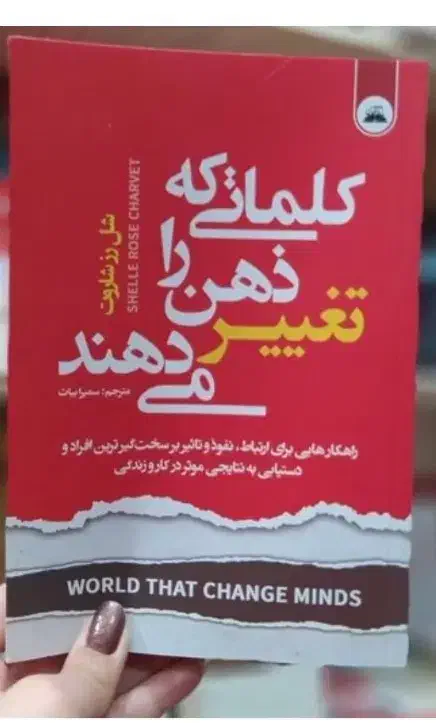 کلماتی که
ذهن را
تغییر
می‌دهند
شل رز شاروت
SHELLE ROSE CHARVET
مترجم: سمیرا بیات
راهکارهایی برای ارتباط، نفوذ و تاثیر بر سخت‌گیرترین افراد و
دستیابی به نتایجی موثر در کار و زندگی
WORLD THAT CHANGE MINDS